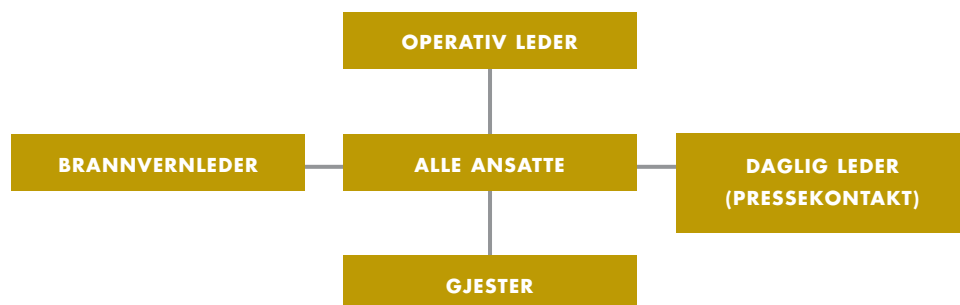 OPERATIV LEDER
BRANNVERNLEDER
ALLE ANSATTE
DAGLIG LEDER
(PRESSEKONTAKT)
GJESTER